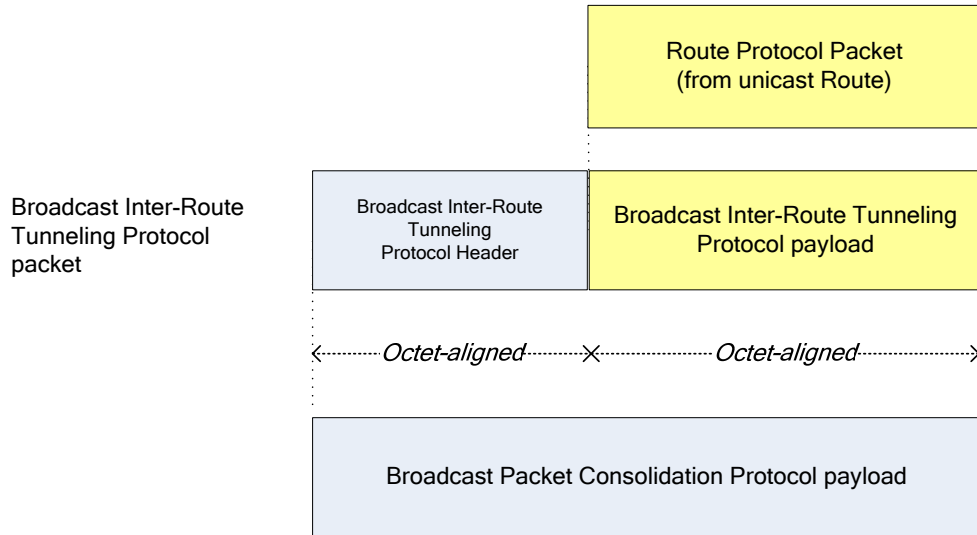 Route Protocol Packet
(from unicast Route)
Broadcast Inter-Route
Tunneling Protocol
packet
Broadcast Inter-Route
Tunneling
Protocol Header
Broadcast Inter-Route Tunneling
Protocol payload
Octet-aligned
Octet-aligned
Broadcast Packet Consolidation Protocol payload